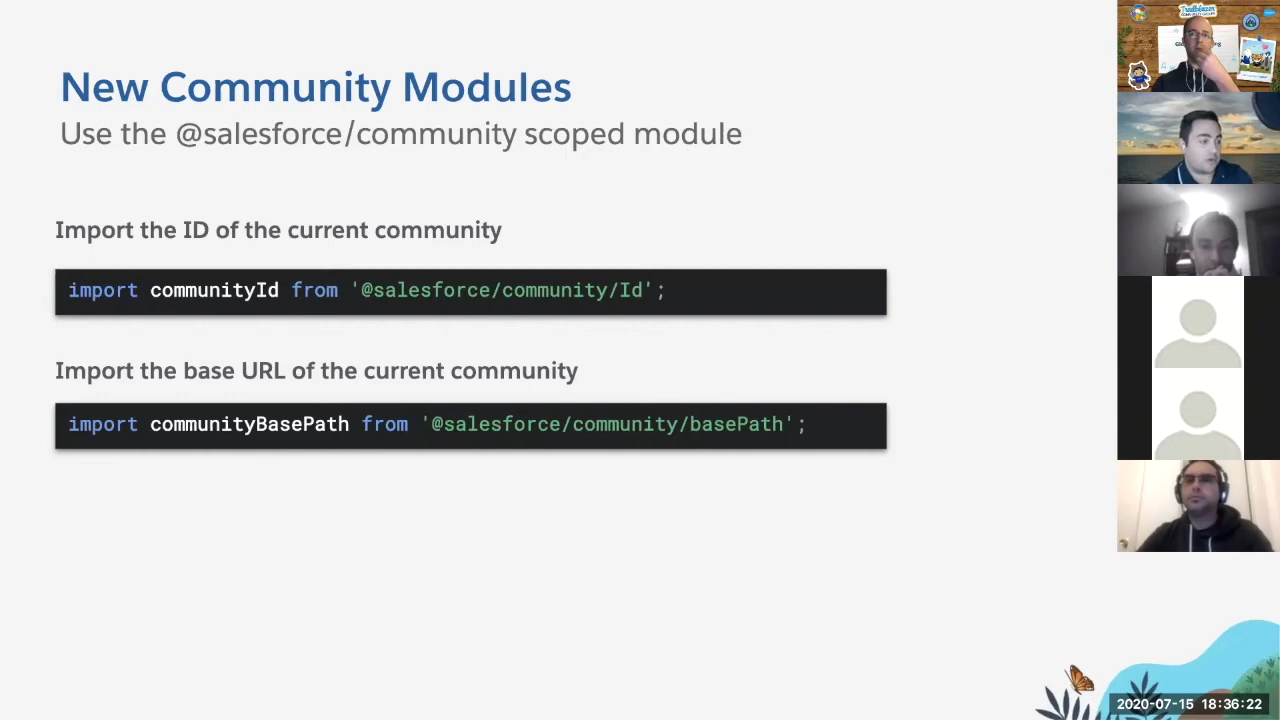 New Community Modules
Use the @salesforce/community scoped module
Import the ID of the current community
import communityId from '@salesforce/community/Id';
Import the base URL of the current community
import communityBasePath from '@salesforce/community/basePath';
Trailblazer
2020-07-15 18:36:22